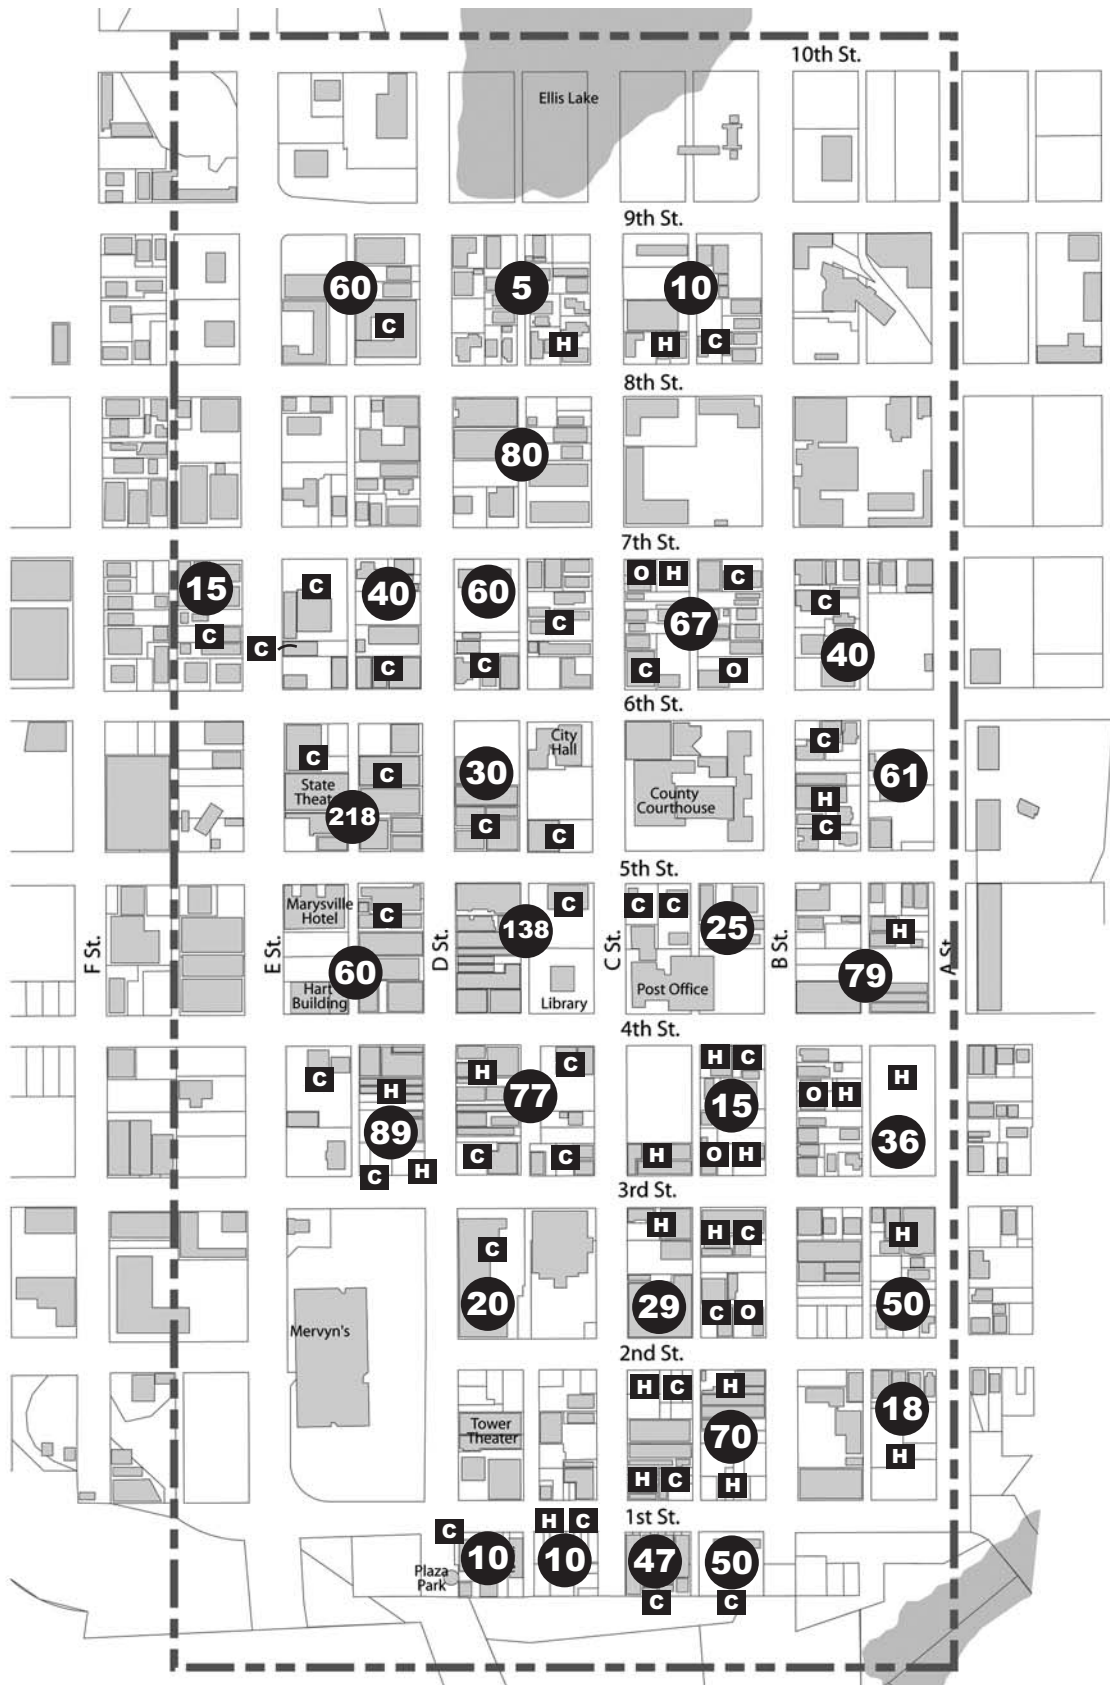 10th St.
Ellis Lake
9th St.
60
5
10
C
H
H
C
8th St.
80
7th St.
15
C
40
60
O H
C
C
C
C
67
C
C
C
C
C
O
40
6th St.
C
C
30
City
Hall
C
61
State
Theat
218
County
Courthouse
H
C
C
C
5th St.
Marysville
Hotel
C
C
C C
138
25
H
F St.
E St.
D St.
C St.
B St.
A St.
60
79
Hart
Building
Library
Post Office
4th St.
C
H
H
C
H C
H
77
15
O H
89
36
C
H
C
C
H
O H
3rd St.
C
H
H C
H
20
29
C O
50
Mervyn's
2nd St.
H C
H
18
Tower
Theater
70
H
H C
H
1st St.
C
H C
10
10
47
50
Plaza
Park
C
C